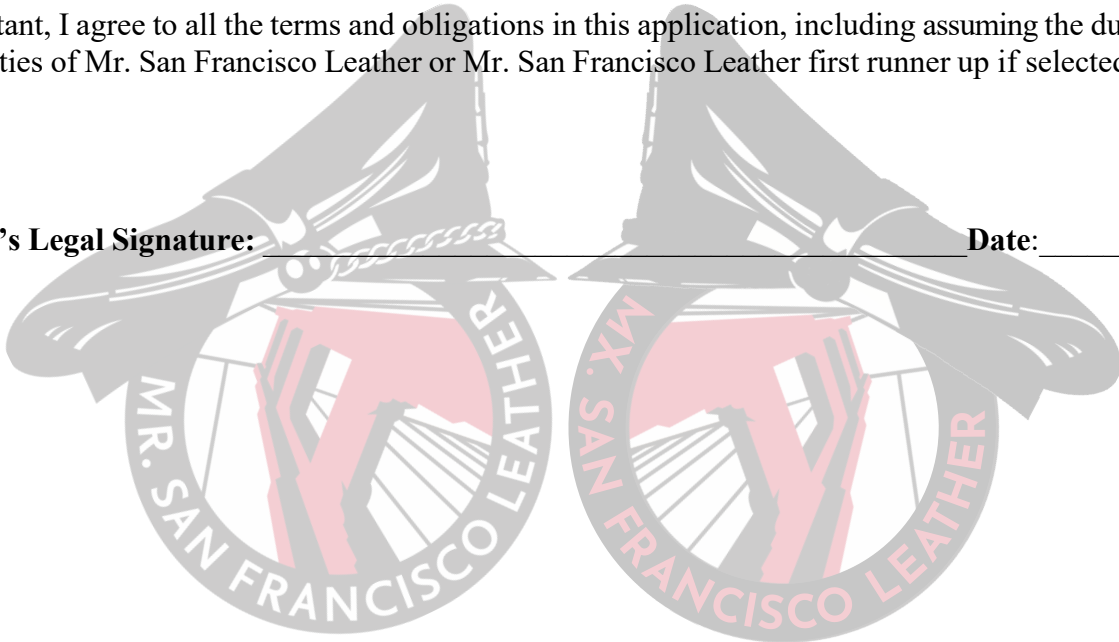 tant, I agree to all the terms and obligations in this application, including assuming the du
ties of Mr. San Francisco Leather or Mr. San Francisco Leather first runner up if selected
’s Legal Signature: Date:
MR. SAN FRANCISCO LEATHER
MX. SAN FRANCISCO LEATHER